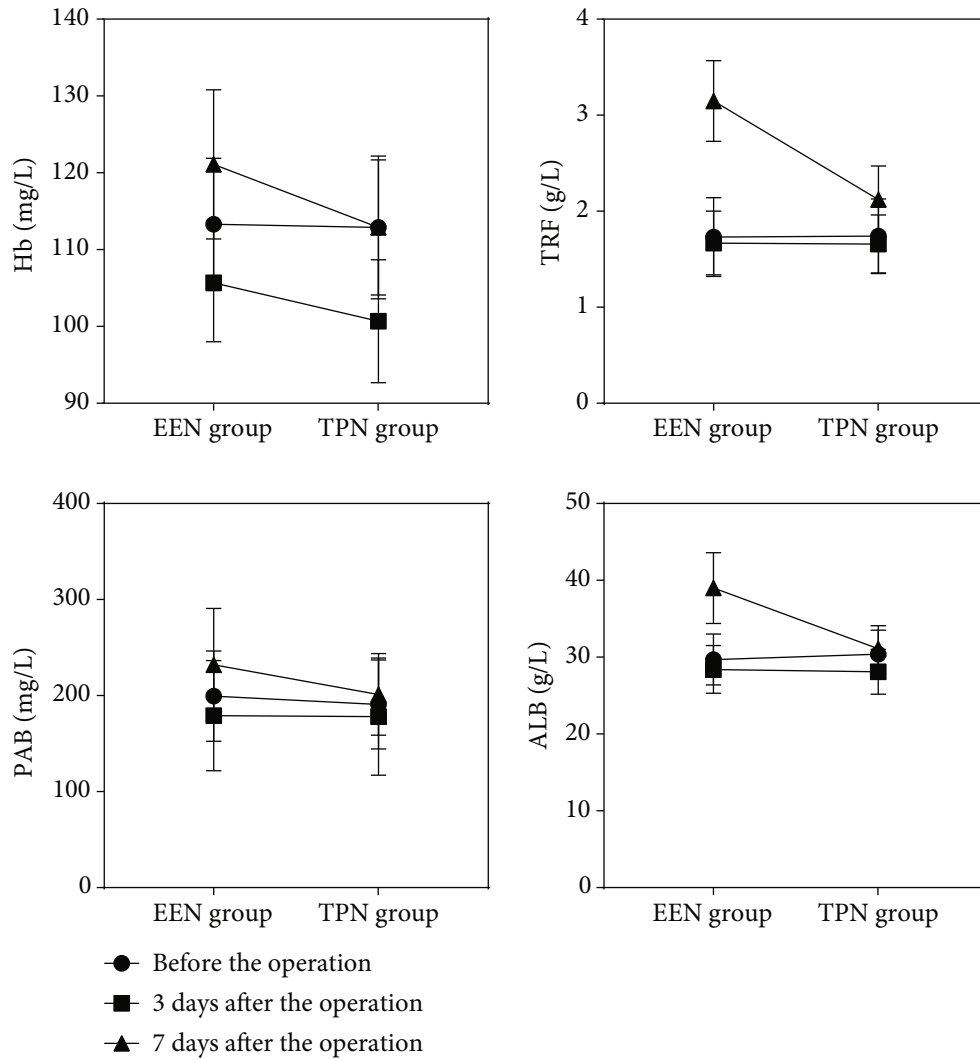 140
130
120
110
100
90
Hb (mg/L)
EEN group TPN group
4
3
2
1
0
TRF (g/L)
EEN group TPN group
400
300
200
100
0
PAB (mg/L)
EEN group TPN group
50
40
30
20
10
0
ALB (g/L)
EEN group TPN group
Before the operation
3 days after the operation
7 days after the operation